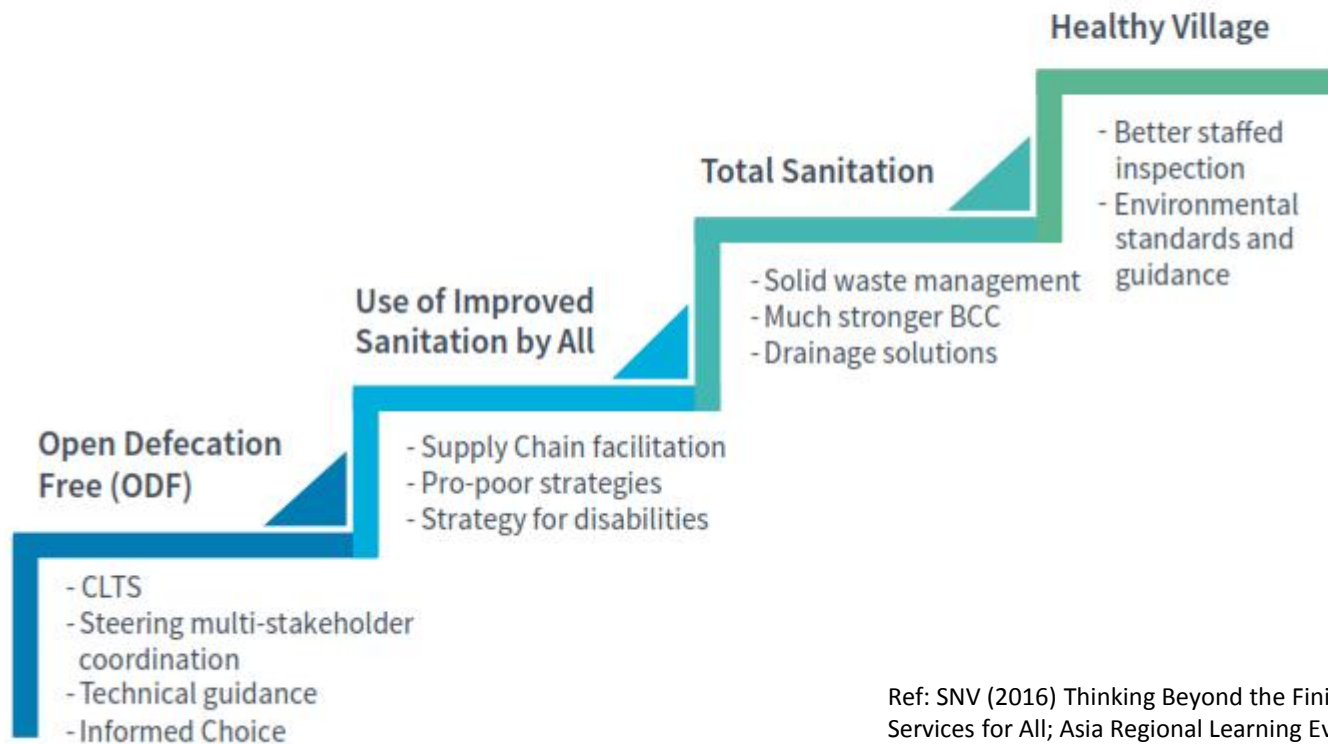 Healthy Village
- Better staffed
inspection
- Environmental
standards and
guidance
Total Sanitation
- Solid waste management
- Much stronger BCC
- Drainage solutions
Use of Improved
Sanitation by All
- Supply Chain facilitation
- Pro-poor strategies
- Strategy for disabilities
Open Defecation
Free (ODF)
- CLTS
- Steering multi-stakeholder
coordination
- Technical guidance
- Informed Choice
Ref: SNV (2016) Thinking Beyond the
Services for All; Asia Regional Learning